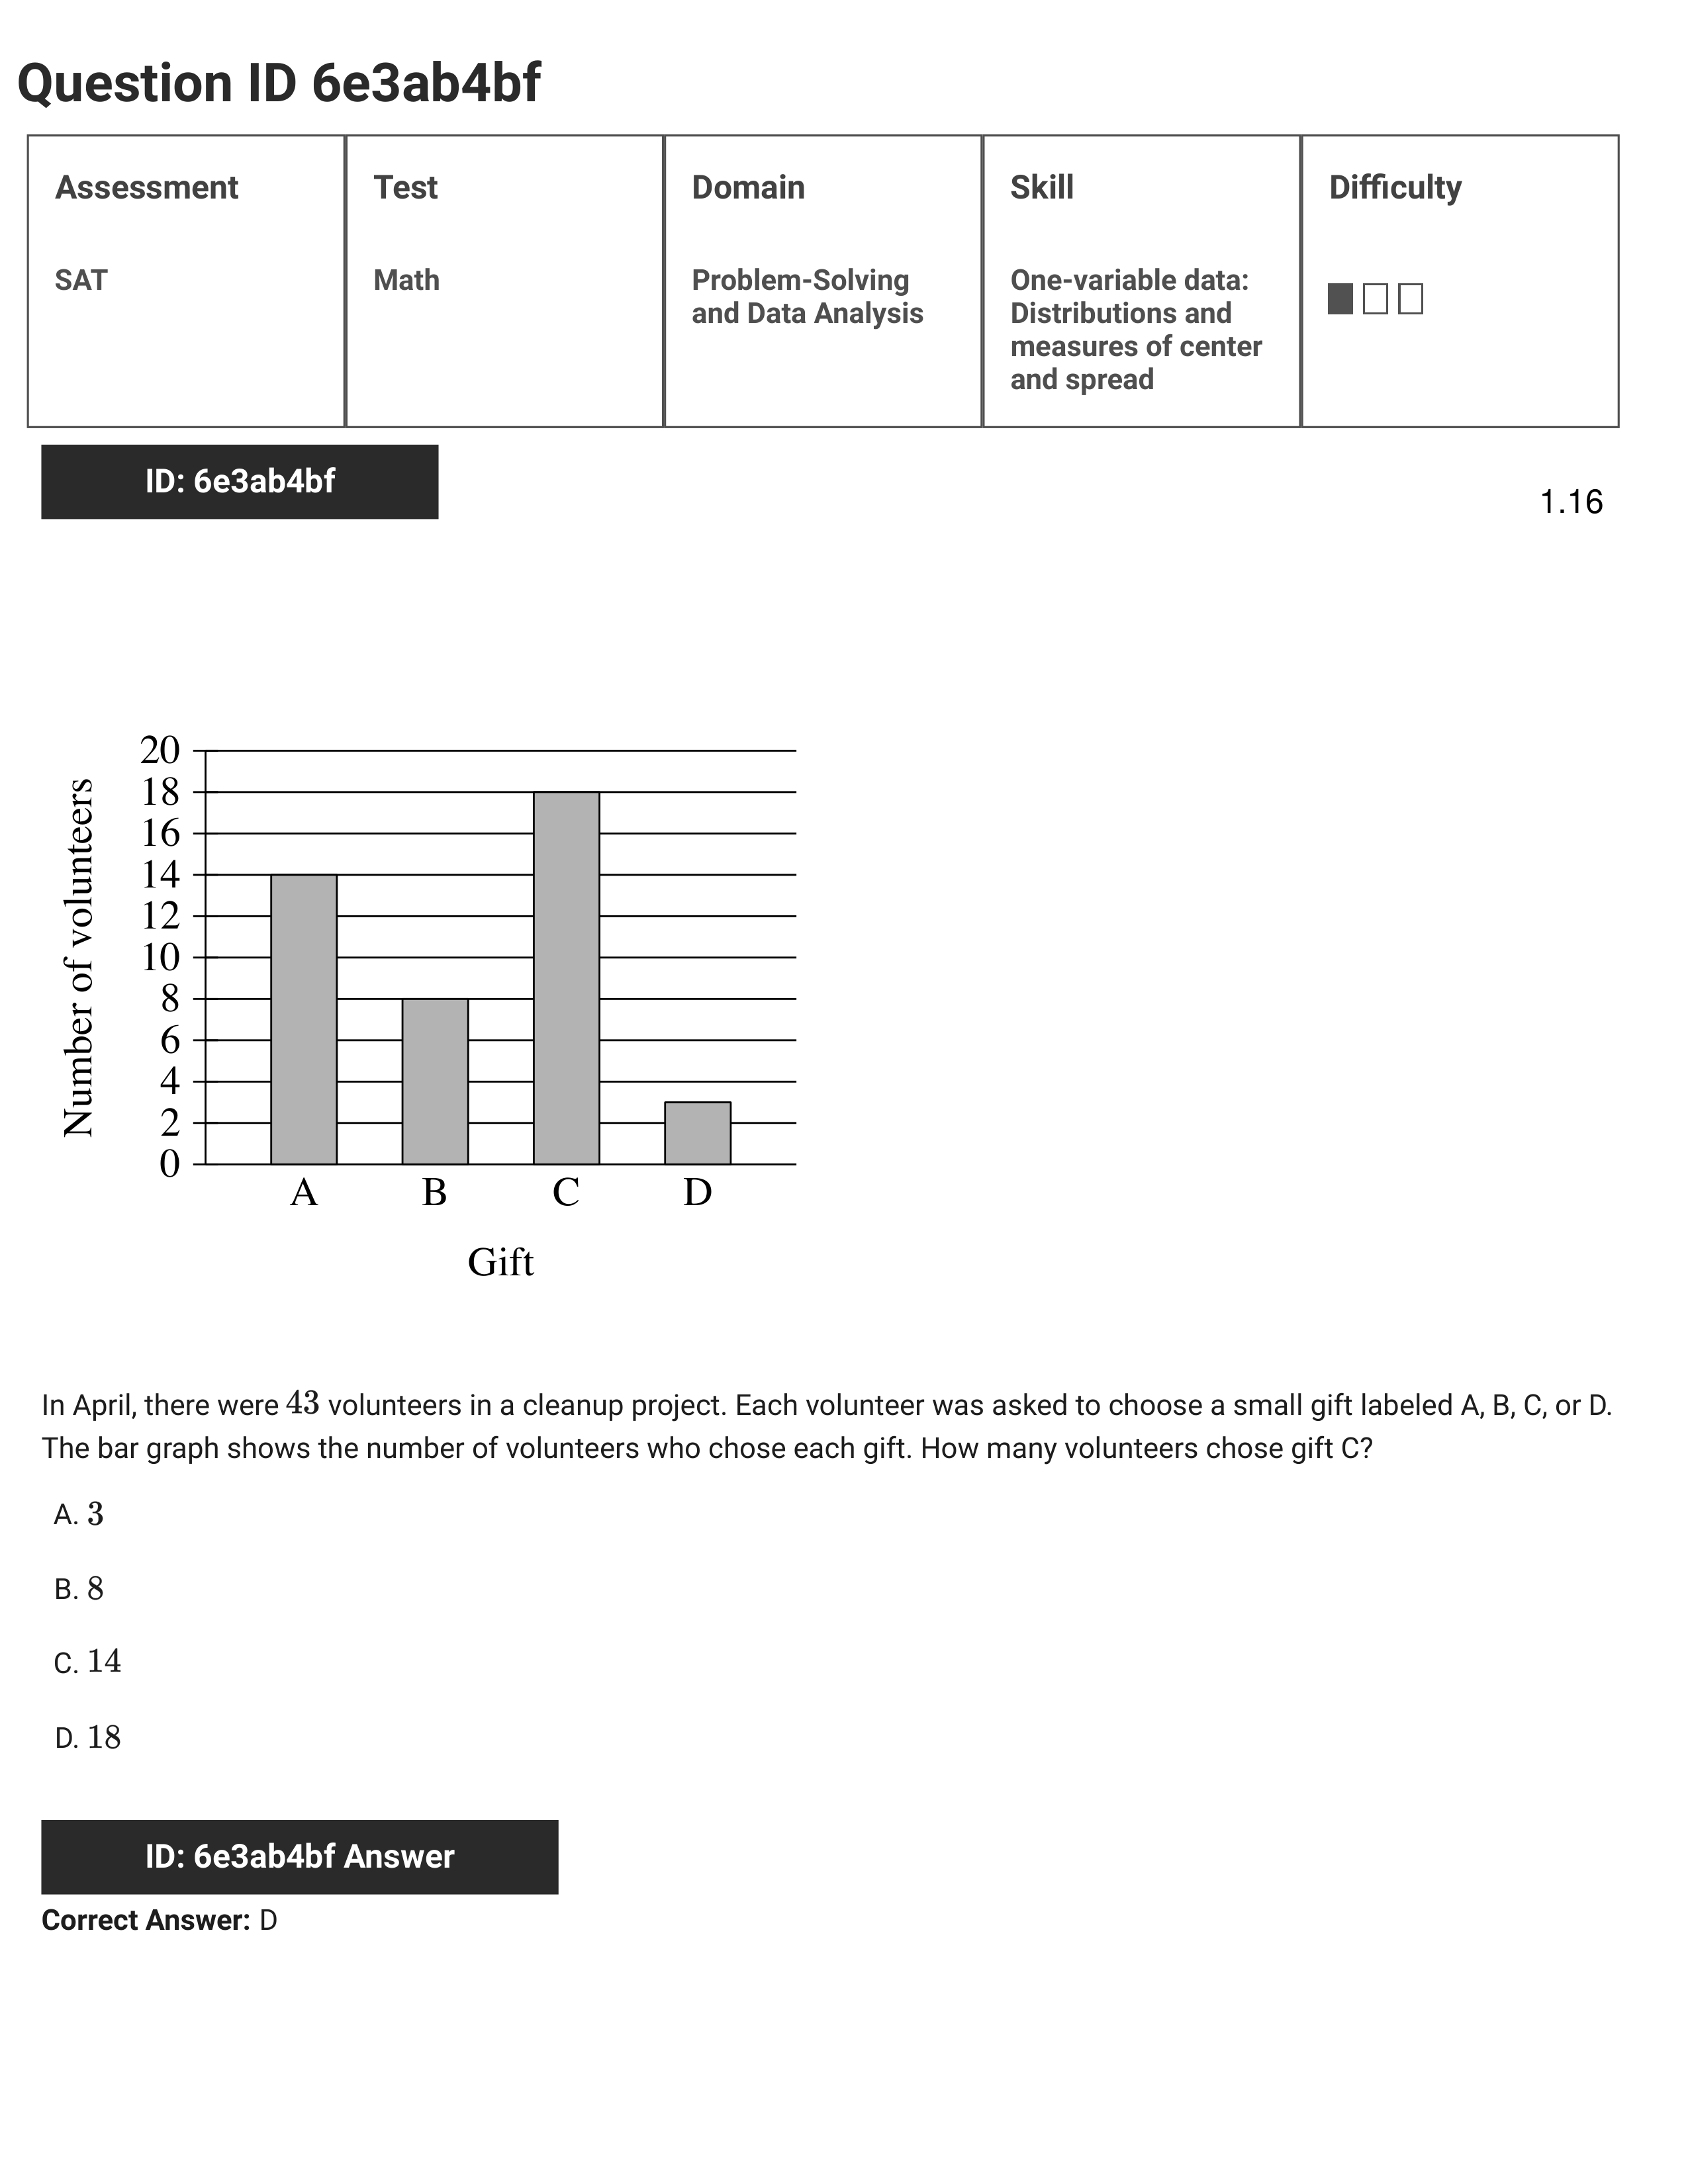 Question ID 6e3ab4bf
Assessment
Test
Domain
Skill
Difficulty
SAT
Math
Problem-Solving
and Data Analysis
One-variable data:
Distributions and
measures of center
and spread
ID: 6e3ab4bf
1.16
Number of volunteers
20
18
16
14
12
10
8
6
4
2
0
A B C D
Gift
In April, there were 43 volunteers in a cleanup project. Each volunteer was asked to choose a small gift labeled A, B, C, or D.
The bar graph shows the number of volunteers who chose each gift. How many volunteers chose gift C?
A. 3
B. 8
C. 14
D. 18
ID: 6e3ab4bf Answer
Correct Answer: D